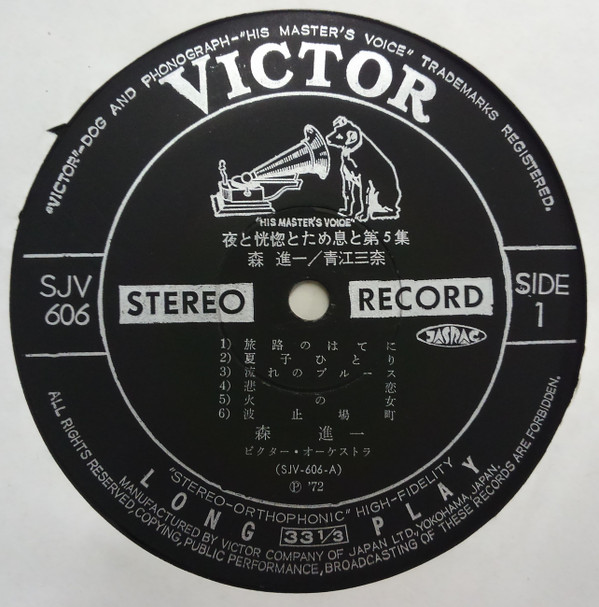 "VICTOR"-DOG AND PHONOGRAPH-"HIS MASTER'S VOICE" TRADEMARKS REGISTERED.
VICTOR
"HIS MASTER'S VOICE"
夜と恍惚とため息と第5集
森 進一／青江三奈
SJV
606
STEREO
RECORD
SIDE
1
JASRAC
1) 旅路のはてに
2) 夏子ひとり
3) 流れのブルース
4) 悲恋
5) 火の女
6) 波止場町
森 進一
ビクター・オーケストラ
(SJV-606-A)
Ⓟ '72
"STEREO-ORTHOPHONIC" HIGH-FIDELITY
LONG 33 1/3 PLAY
MANUFACTURED BY VICTOR COMPANY OF JAPAN LTD., YOKOHAMA, JAPAN.
ALL RIGHTS RESERVED, COPYING, PUBLIC PERFORMANCE, BROADCASTING OF THESE RECORDS ARE FORBIDDEN.